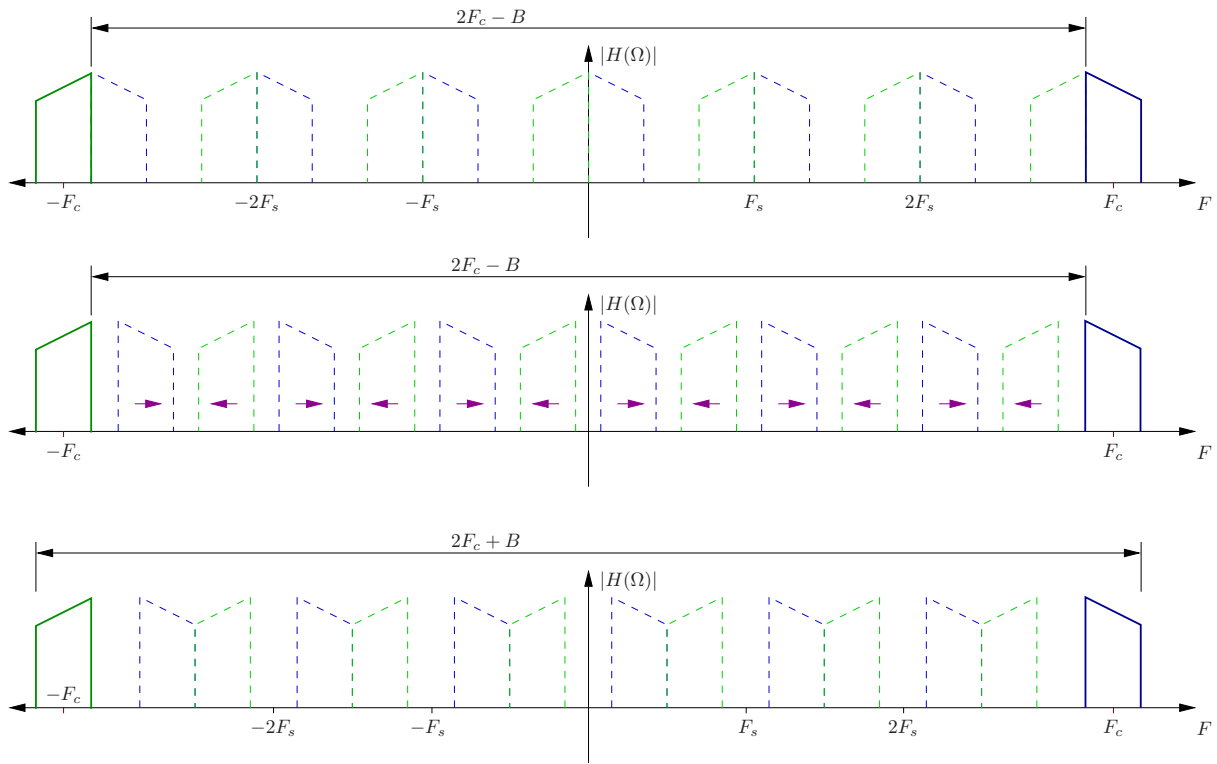 2F_c − B
|H(Ω)|
−F_c −2F_s −F_s F_s 2F_s F_c F
2F_c − B
|H(Ω)|
−F_c F_c F
2F_c + B
|H(Ω)|
−F_c
−2F_s −F_s F_s 2F_s F_c F